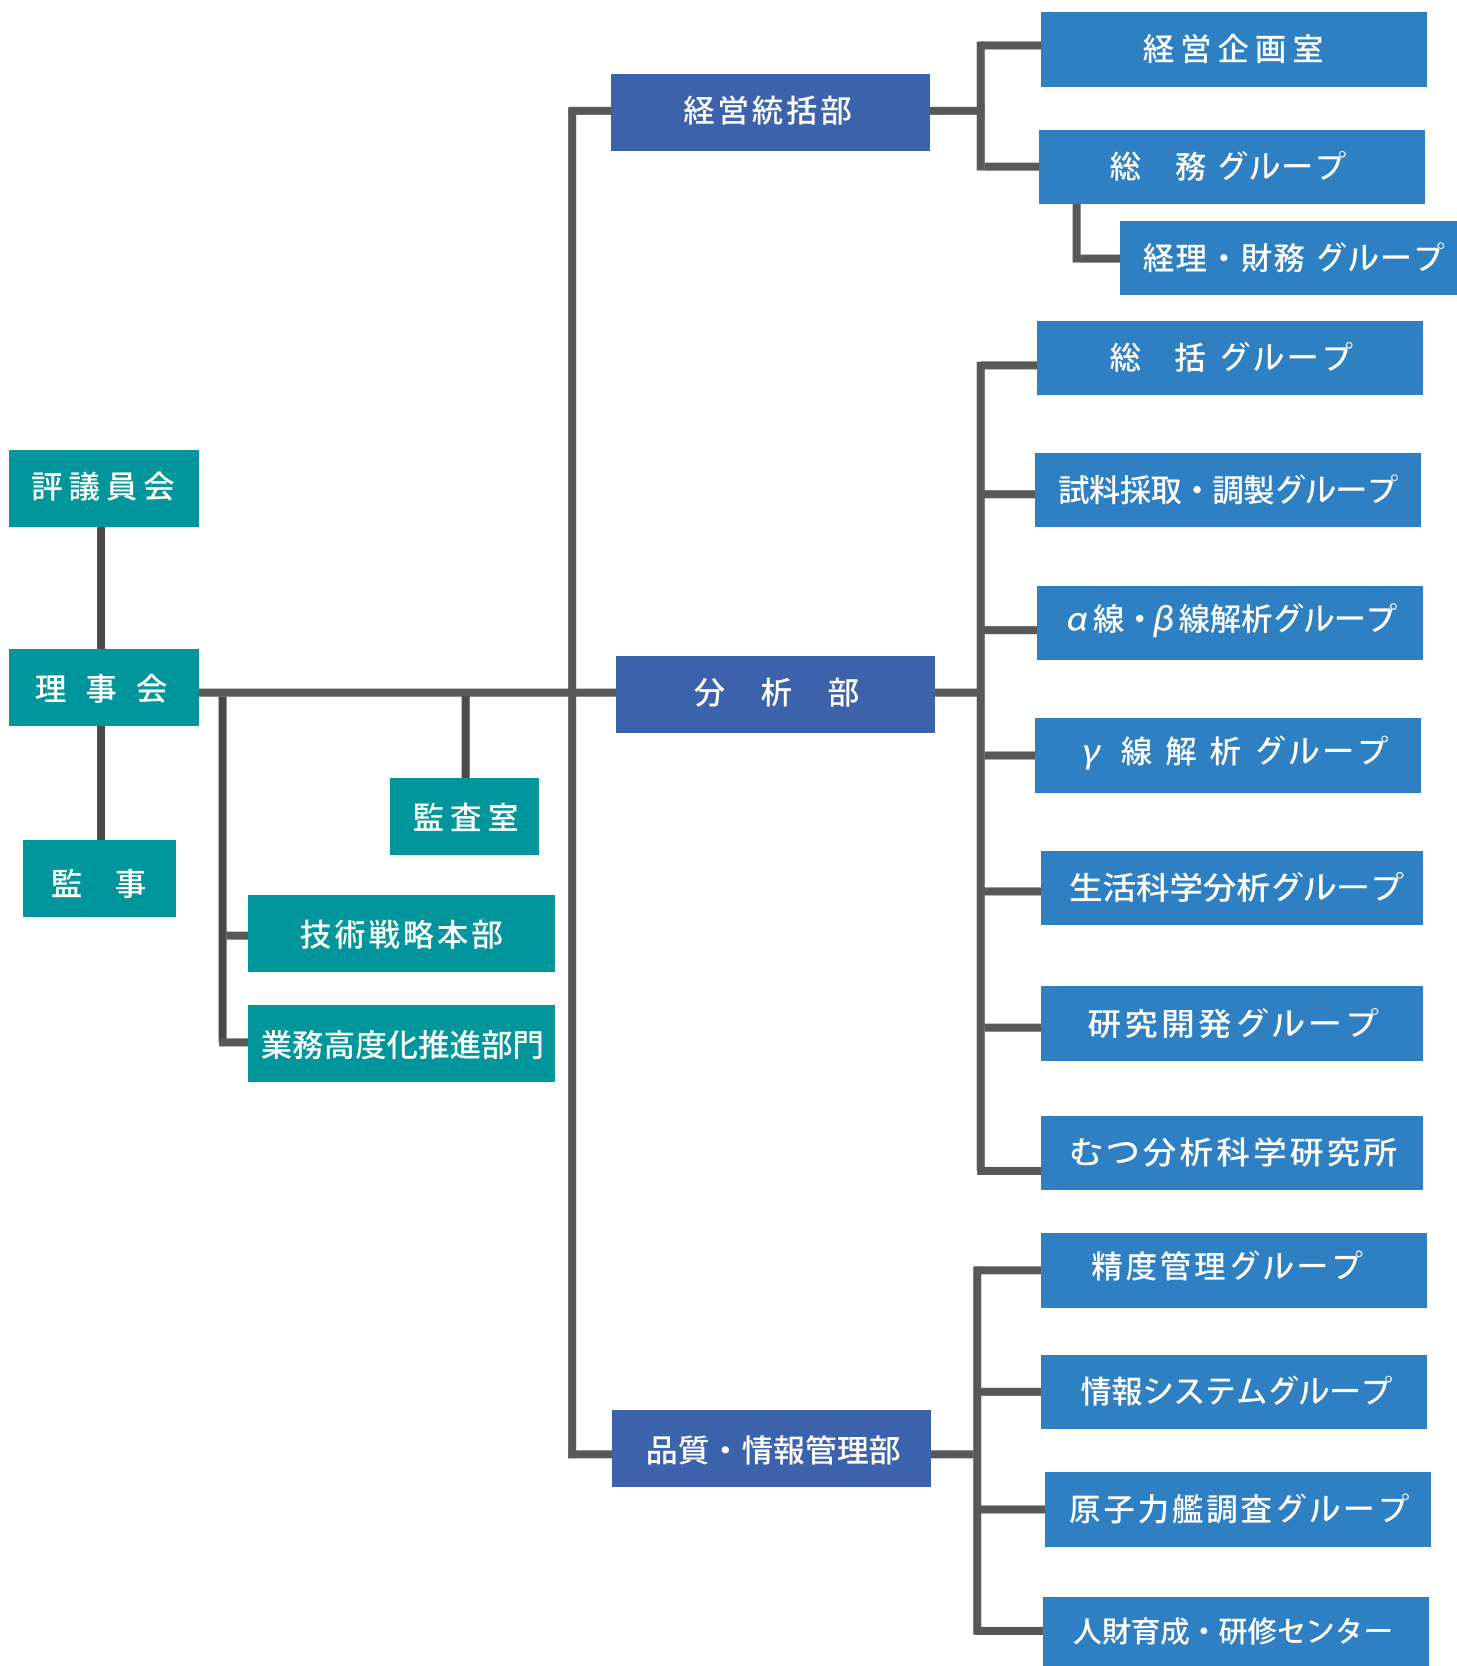 評議員会
理事会
監　事
監査室
技術戦略本部
業務高度化推進部門
経営統括部
経営企画室
総　務 グループ
経理・財務 グループ
分　析　部
総　括 グループ
試料採取・調製グループ
α線・β線解析グループ
γ 線 解 析 グループ
生活科学分析グループ
研究開発グループ
むつ分析科学研究所
品質・情報管理部
精度管理グループ
情報システムグループ
原子力艦調査グループ
人財育成・研修センター